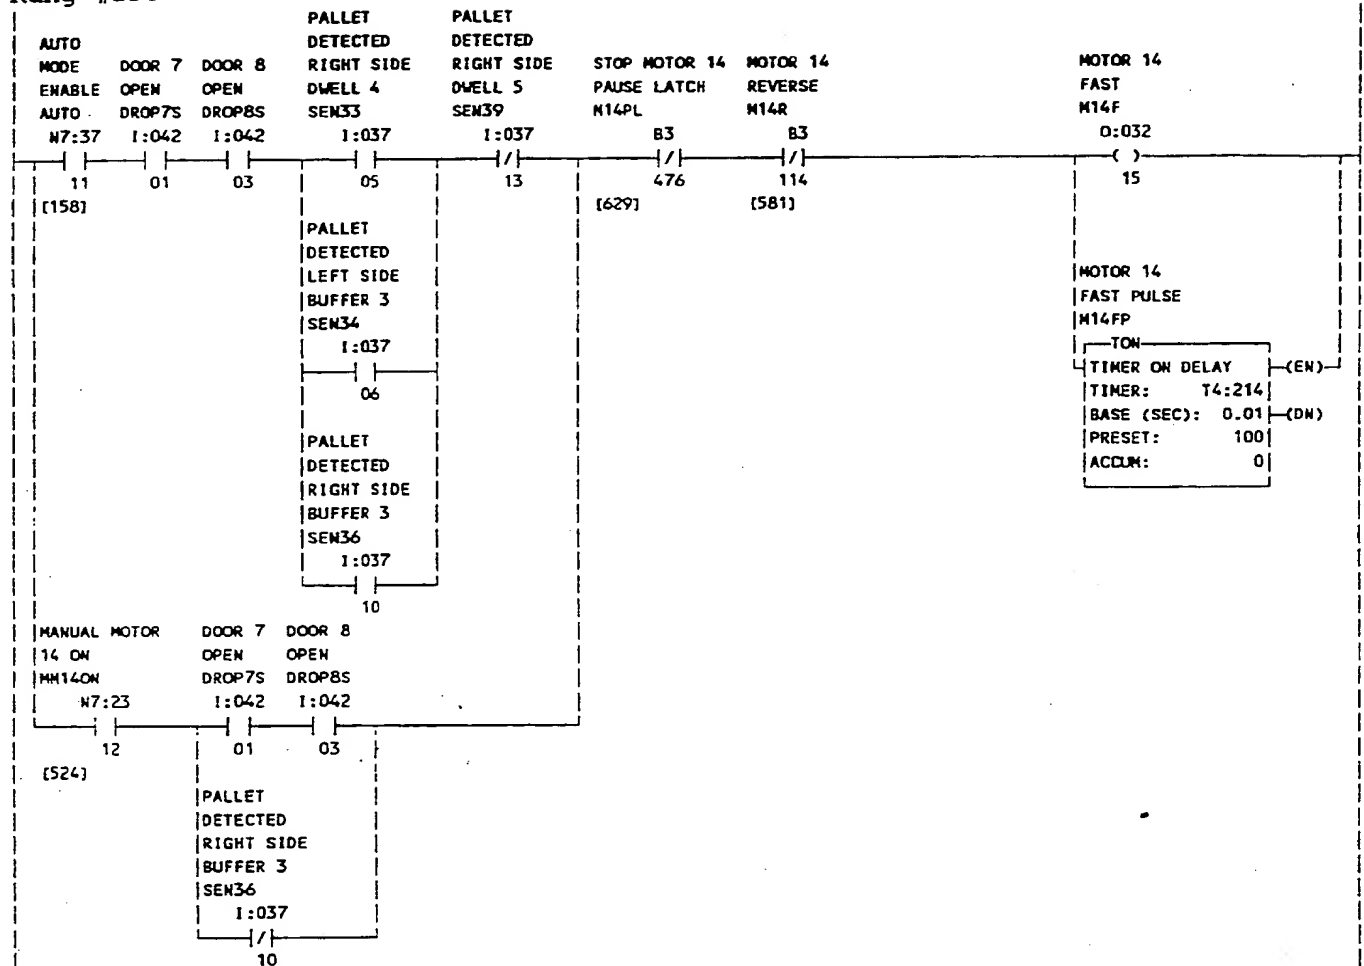 PALLET PALLET
AUTO DETECTED DETECTED
MODE DOOR 7 DOOR 8 RIGHT SIDE RIGHT SIDE STOP MOTOR 14 MOTOR 14 MOTOR 14
ENABLE OPEN OPEN DWELL 4 DWELL 5 PAUSE LATCH REVERSE FAST
AUTO DROP7S DROP8S SEN33 SEN39 M14PL M14R M14F
N7:37 I:042 I:042 I:037 I:037 B3 B3 O:032
11 01 03 05 13 476 114 15
[158] [629] [581]
PALLET
DETECTED
LEFT SIDE MOTOR 14
BUFFER 3 FAST PULSE
SEN34 M14FP
I:037 TON
TIMER ON DELAY (EN)
06 TIMER: T4:214
BASE (SEC): 0.01 (DN)
PALLET PRESET: 100
DETECTED ACCUM: 0
RIGHT SIDE
BUFFER 3
SEN36
I:037
10
MANUAL MOTOR DOOR 7 DOOR 8
14 ON OPEN OPEN
MM14ON DROP7S DROP8S
N7:23 I:042 I:042
12 01 03
[524]
PALLET
DETECTED
RIGHT SIDE
BUFFER 3
SEN36
I:037
10